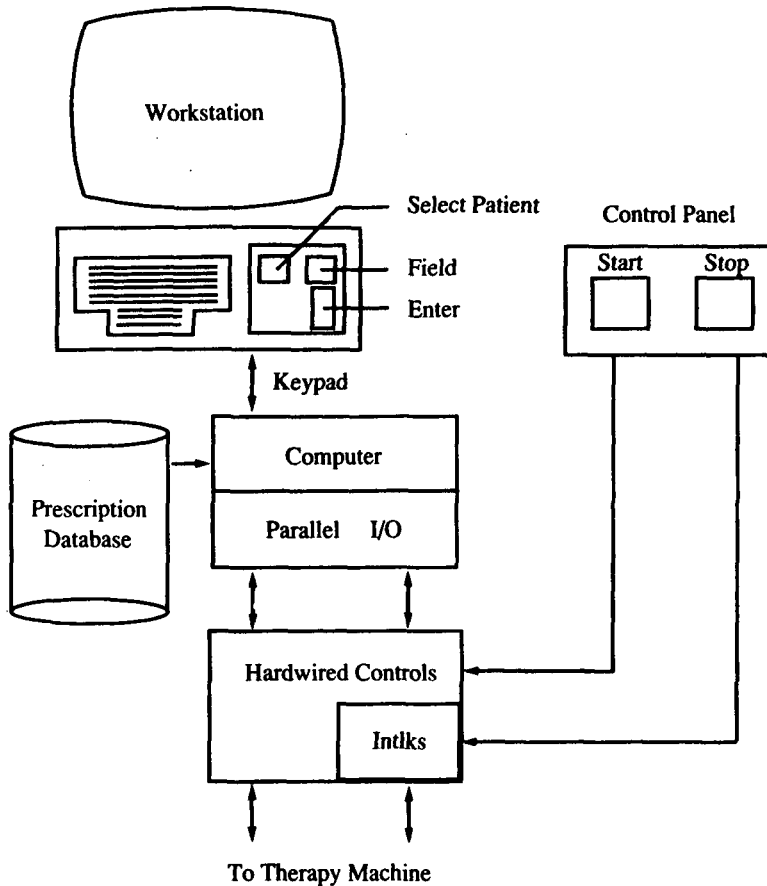 Workstation
Select Patient
Field
Enter
Control Panel
Start Stop
Keypad
Computer
Parallel I/O
Prescription
Database
Hardwired Controls
Intlks
To Therapy Machine